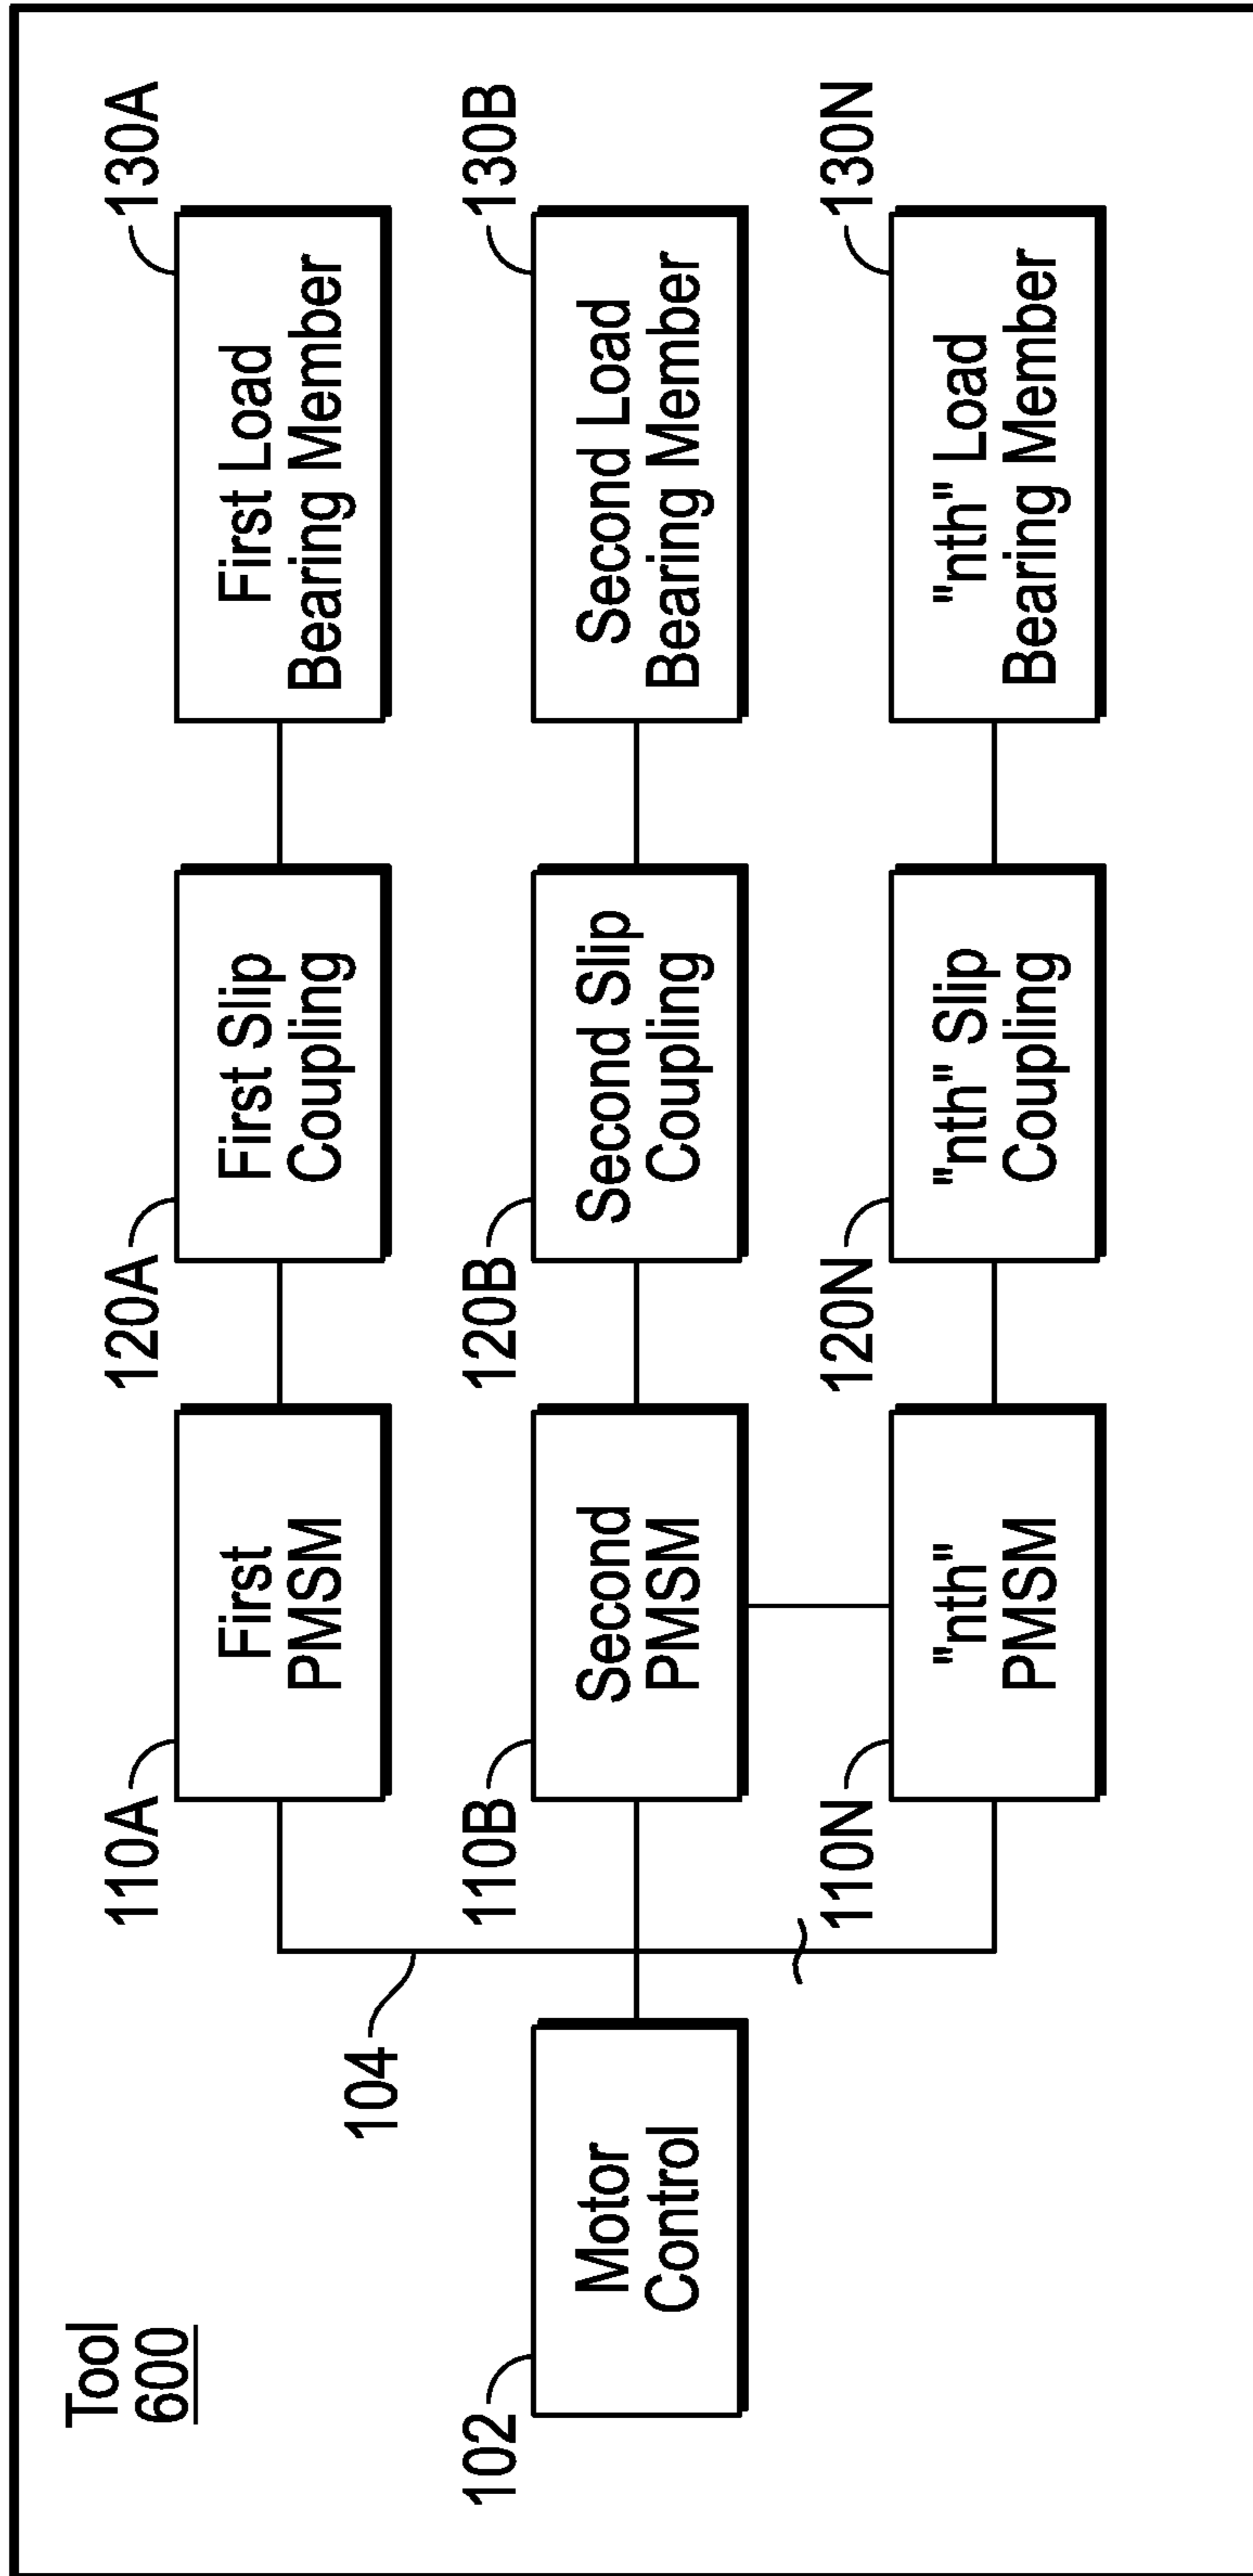 Tool
600
102
Motor
Control
104
110A
First
PMSM
120A
First Slip
Coupling
130A
First Load
Bearing Member
110B
Second
PMSM
120B
Second Slip
Coupling
130B
Second Load
Bearing Member
110N
"nth"
PMSM
120N
"nth" Slip
Coupling
130N
"nth" Load
Bearing Member